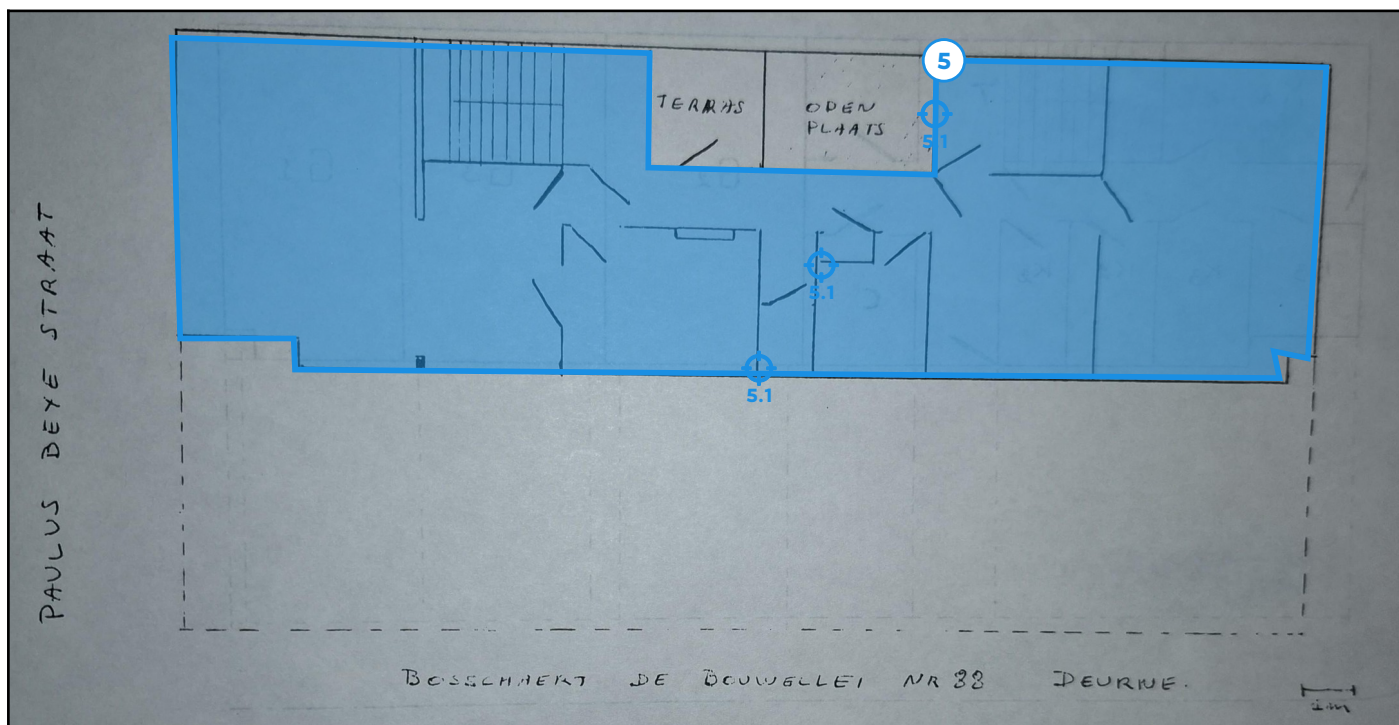 5
TERRAS
OPEN
PLAATS
5.1
5.1
5.1
PAULUS BEYE STRAAT
BOSSCHAERT DE BOUWELLEI NR 88 DEURNE.
1m